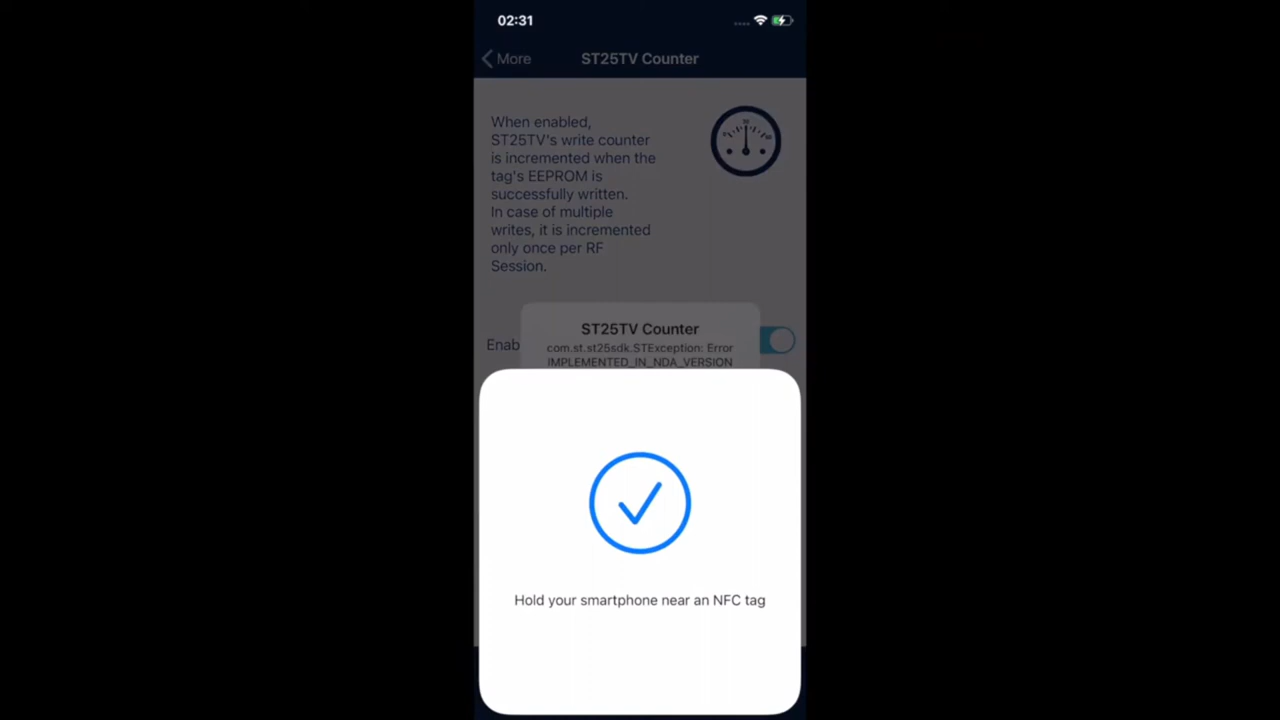 02:31
More
ST25TV Counter
When enabled,
ST25TV's write counter
is incremented when the
tag's EEPROM is
successfully written.
In case of multiple
writes, it is incremented
only once per RF
Session.
Enab
ST25TV Counter
com.st.st25sdk.STException: Error
IMPLEMENTED_IN_NDA_VERSION
Hold your smartphone near an NFC tag